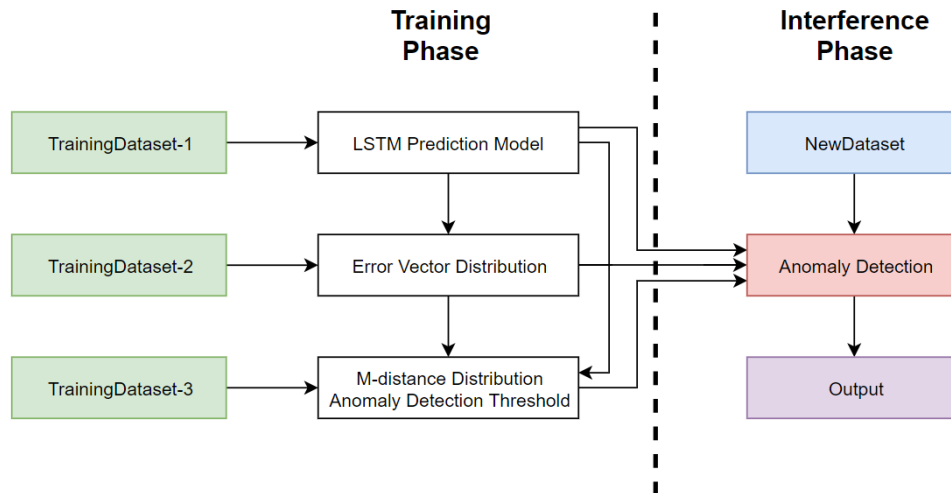 Training
Phase
Interference
Phase
TrainingDataset-1
LSTM Prediction Model
NewDataset
TrainingDataset-2
Error Vector Distribution
Anomaly Detection
TrainingDataset-3
M-distance Distribution
Anomaly Detection Threshold
Output